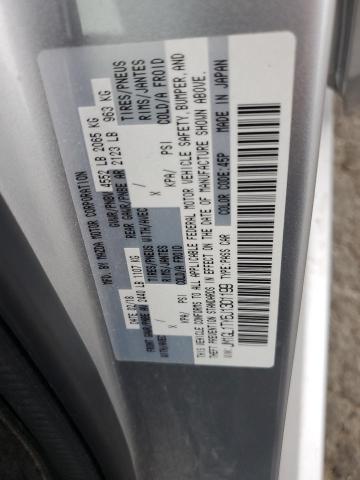 MFD. BY MAZDA MOTOR CORPORATION
GVWR/PNBV 4552 LB 2065 KG
DATE 02/18
FRONT GAWR/PNBE AV 2440 LB 1107 KG
REAR GAWR/PNBE AR 2123 LB 963 KG
TIRES/PNEUS
WITH/AVEC
TIRES/PNEUS
WITH/AVEC
X
/
X
/
RIMS/JANTES
RIMS/JANTES
KPA/ PSI
COLD/A FROID
KPA/ PSI
COLD/A FROID
THIS VEHICLE CONFORMS TO ALL APPLICABLE FEDERAL MOTOR VEHICLE SAFETY, BUMPER, AND
THEFT PREVENTION STANDARDS IN EFFECT ON THE DATE OF MANUFACTURE SHOWN ABOVE.
TYPE: PASS CAR
COLOR CODE: 45P
MADE IN JAPAN